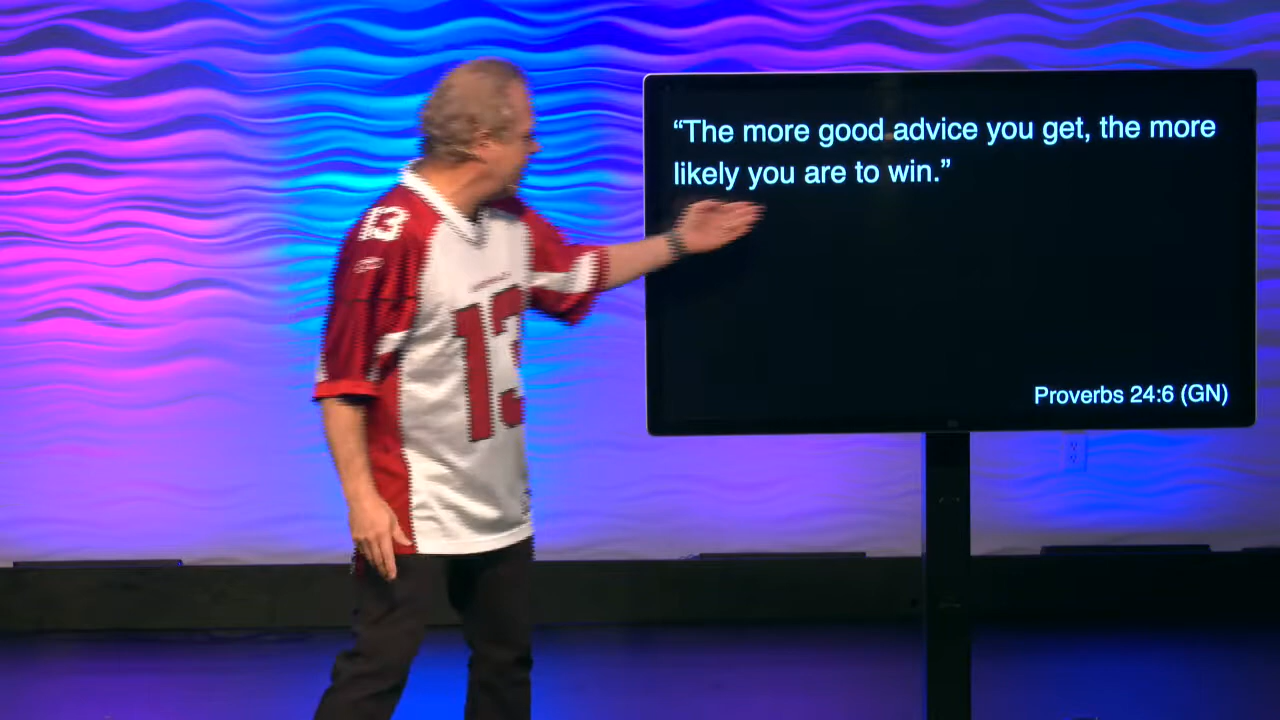 “The more good advice you get, the more
likely you are to win.”
Proverbs 24:6 (GN)
13
13